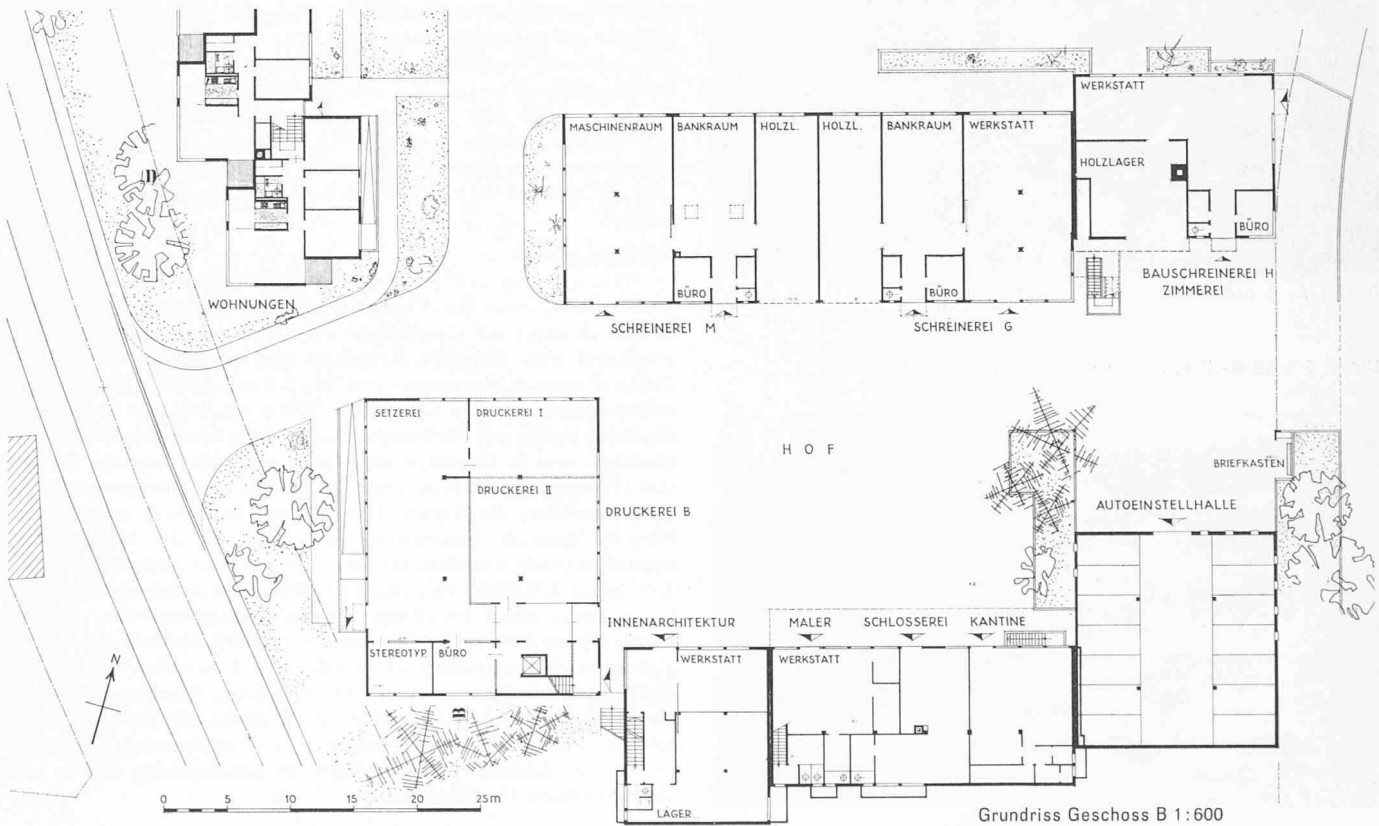 WERKSTATT
MASCHINENRAUM BANKRAUM HOLZL. HOLZL. BANKRAUM WERKSTATT
HOLZLAGER
D
BÜRO
BÜRO
BÜRO
WOHNUNGEN
BAUSCHREINEREI H
ZIMMEREI
SCHREINEREI M
SCHREINEREI G
SETZEREI
DRUCKEREI I
HOF
BRIEFKASTEN
DRUCKEREI II
DRUCKEREI B
AUTOEINSTELLHALLE
INNENARCHITEKTUR
MALER
SCHLOSSEREI
KANTINE
STEREOTYP.
BÜRO
WERKSTATT
WERKSTATT
N
B
0 5 10 15 20 25m
LAGER
Grundriss Geschoss B 1:600